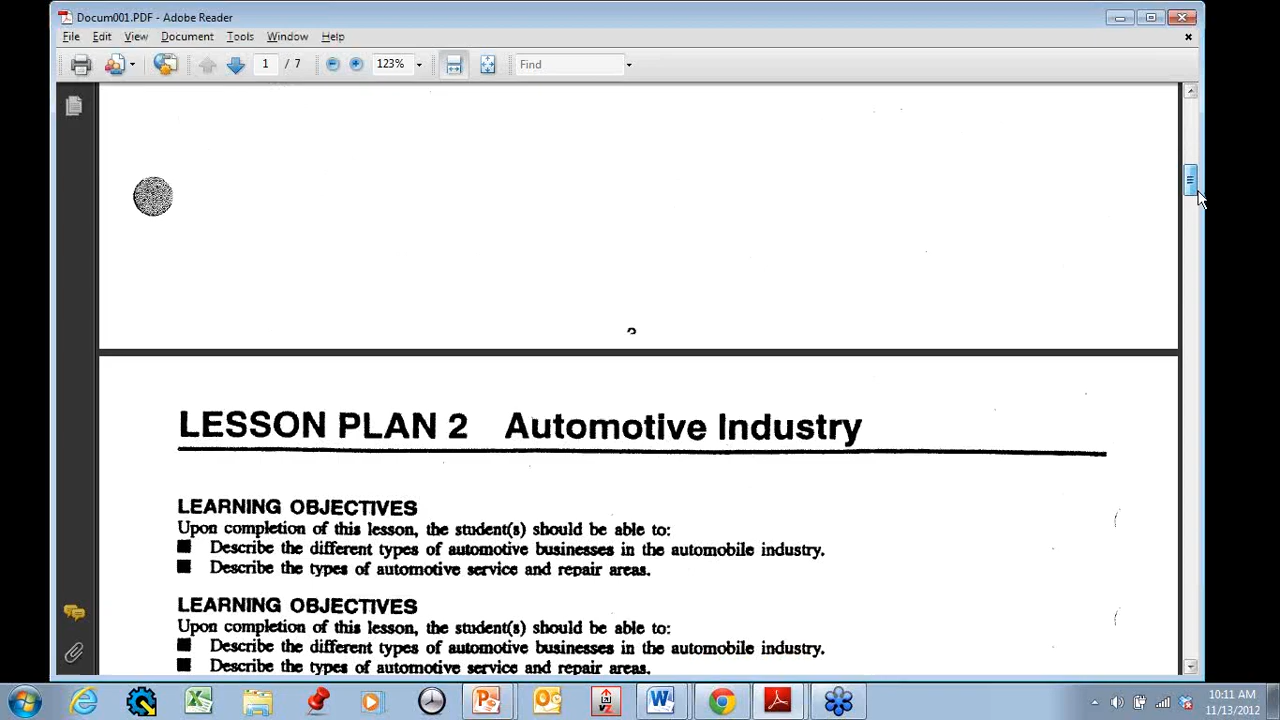 Docum001.PDF - Adobe Reader
File Edit View Document Tools Window Help
1 / 7 123% Find
LESSON PLAN 2 Automotive Industry
LEARNING OBJECTIVES
Upon completion of this lesson, the student(s) should be able to:
■ Describe the different types of automotive businesses in the automobile industry.
■ Describe the types of automotive service and repair areas.
LEARNING OBJECTIVES
Upon completion of this lesson, the student(s) should be able to:
■ Describe the different types of automotive businesses in the automobile industry.
■ Describe the types of automotive service and repair areas.
10:11 AM
11/13/2012